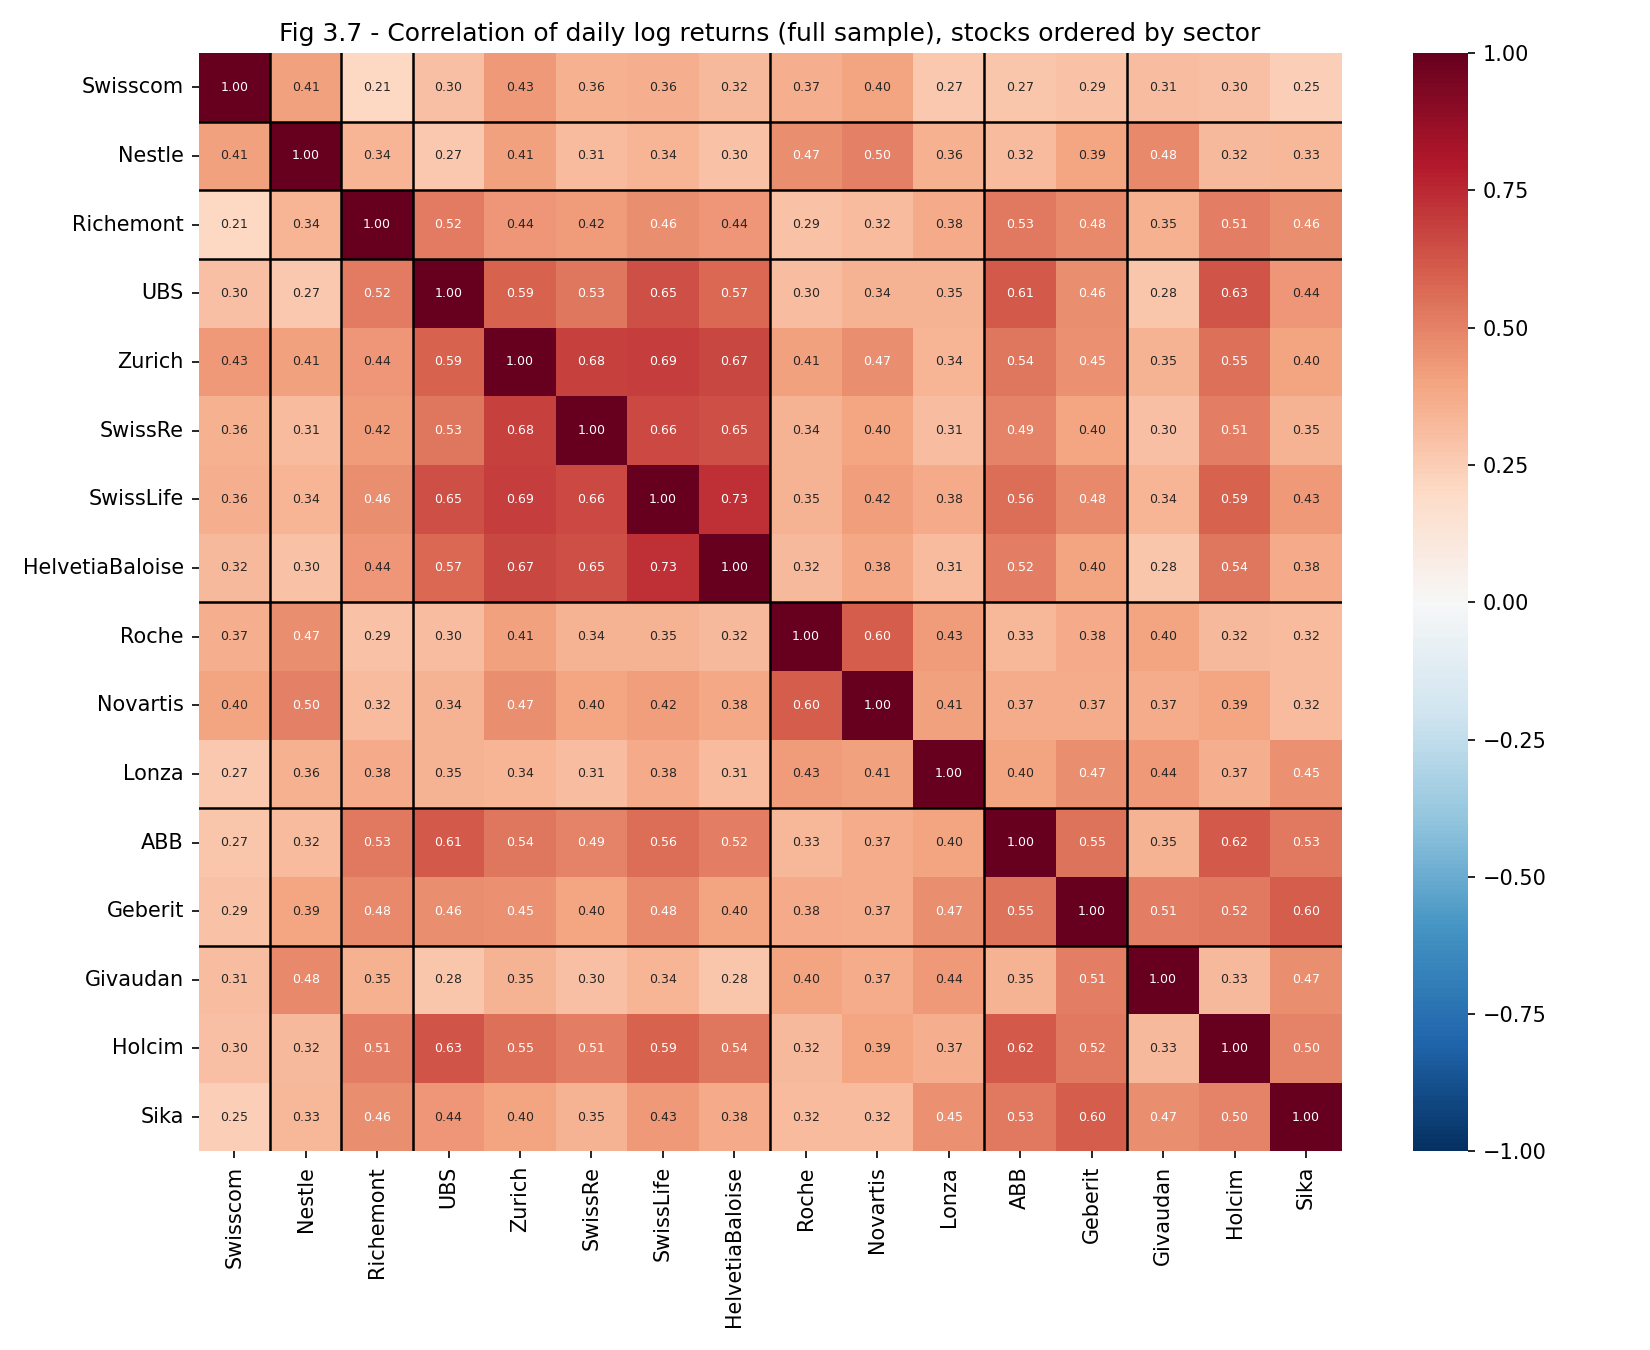 Fig 3.7 - Correlation of daily log returns (full sample), stocks ordered by sector
Swisscom 1.00 0.41 0.21 0.30 0.43 0.36 0.36 0.32 0.37 0.40 0.27 0.27 0.29 0.31 0.30 0.25
Nestle 0.41 1.00 0.34 0.27 0.41 0.31 0.34 0.30 0.47 0.50 0.36 0.32 0.39 0.48 0.32 0.33
Richemont 0.21 0.34 1.00 0.52 0.44 0.42 0.46 0.44 0.29 0.32 0.38 0.53 0.48 0.35 0.51 0.46
UBS 0.30 0.27 0.52 1.00 0.59 0.53 0.65 0.57 0.30 0.34 0.35 0.61 0.46 0.28 0.63 0.44
Zurich 0.43 0.41 0.44 0.59 1.00 0.68 0.69 0.67 0.41 0.47 0.34 0.54 0.45 0.35 0.55 0.40
SwissRe 0.36 0.31 0.42 0.53 0.68 1.00 0.66 0.65 0.34 0.40 0.31 0.49 0.40 0.30 0.51 0.35
SwissLife 0.36 0.34 0.46 0.65 0.69 0.66 1.00 0.73 0.35 0.42 0.38 0.56 0.48 0.34 0.59 0.43
HelvetiaBaloise 0.32 0.30 0.44 0.57 0.67 0.65 0.73 1.00 0.32 0.38 0.31 0.52 0.40 0.28 0.54 0.38
Roche 0.37 0.47 0.29 0.30 0.41 0.34 0.35 0.32 1.00 0.60 0.43 0.33 0.38 0.40 0.32 0.32
Novartis 0.40 0.50 0.32 0.34 0.47 0.40 0.42 0.38 0.60 1.00 0.41 0.37 0.37 0.37 0.39 0.32
Lonza 0.27 0.36 0.38 0.35 0.34 0.31 0.38 0.31 0.43 0.41 1.00 0.40 0.47 0.44 0.37 0.45
ABB 0.27 0.32 0.53 0.61 0.54 0.49 0.56 0.52 0.33 0.37 0.40 1.00 0.55 0.35 0.62 0.53
Geberit 0.29 0.39 0.48 0.46 0.45 0.40 0.48 0.40 0.38 0.37 0.47 0.55 1.00 0.51 0.52 0.60
Givaudan 0.31 0.48 0.35 0.28 0.35 0.30 0.34 0.28 0.40 0.37 0.44 0.35 0.51 1.00 0.33 0.47
Holcim 0.30 0.32 0.51 0.63 0.55 0.51 0.59 0.54 0.32 0.39 0.37 0.62 0.52 0.33 1.00 0.50
Sika 0.25 0.33 0.46 0.44 0.40 0.35 0.43 0.38 0.32 0.32 0.45 0.53 0.60 0.47 0.50 1.00
Swisscom
Nestle
Richemont
UBS
Zurich
SwissRe
SwissLife
HelvetiaBaloise
Roche
Novartis
Lonza
ABB
Geberit
Givaudan
Holcim
Sika
1.00
0.75
0.50
0.25
0.00
−0.25
−0.50
−0.75
−1.00